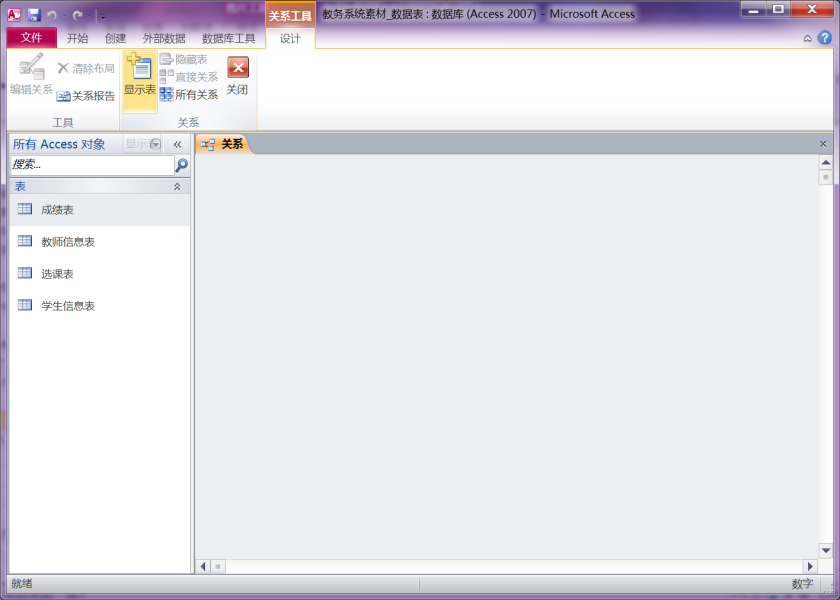 关系工具
教务系统素材_数据表 : 数据库 (Access 2007) - Microsoft Access
文件 开始 创建 外部数据 数据库工具 设计
编辑关系
清除布局
关系报告
工具
显示表
隐藏表
直接关系
所有关系
关闭
关系
所有 Access 对象
搜索...
表
成绩表
教师信息表
选课表
学生信息表
关系
就绪
数字